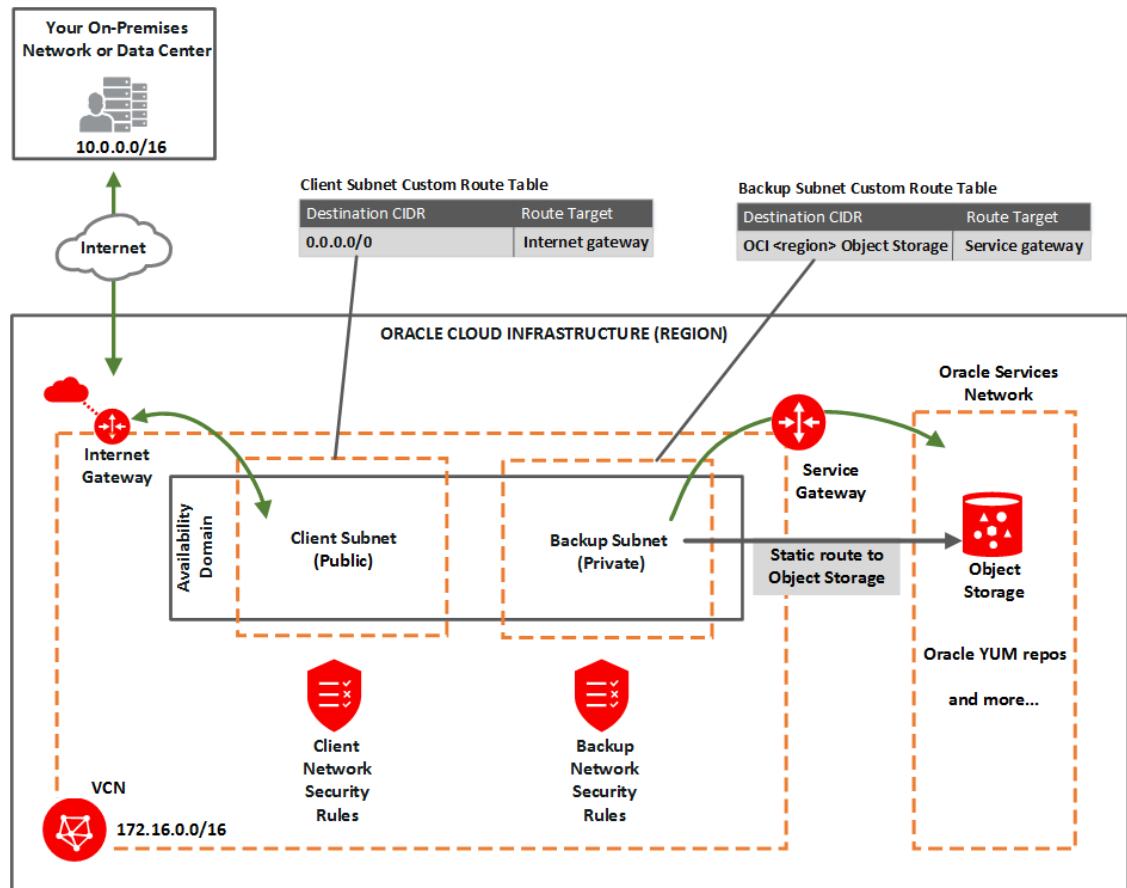 Your On-Premises
Network or Data Center
10.0.0.0/16
Internet
Client Subnet Custom Route Table
Destination CIDR Route Target
0.0.0.0/0 Internet gateway
Backup Subnet Custom Route Table
Destination CIDR Route Target
OCI <region> Object Storage Service gateway
ORACLE CLOUD INFRASTRUCTURE (REGION)
Oracle Services
Network
Internet
Gateway
Service
Gateway
Availability
Domain
Client Subnet
(Public)
Backup Subnet
(Private)
Static route to
Object Storage
Object
Storage
Oracle YUM repos
and more...
Client
Network
Security
Rules
Backup
Network
Security
Rules
VCN
172.16.0.0/16